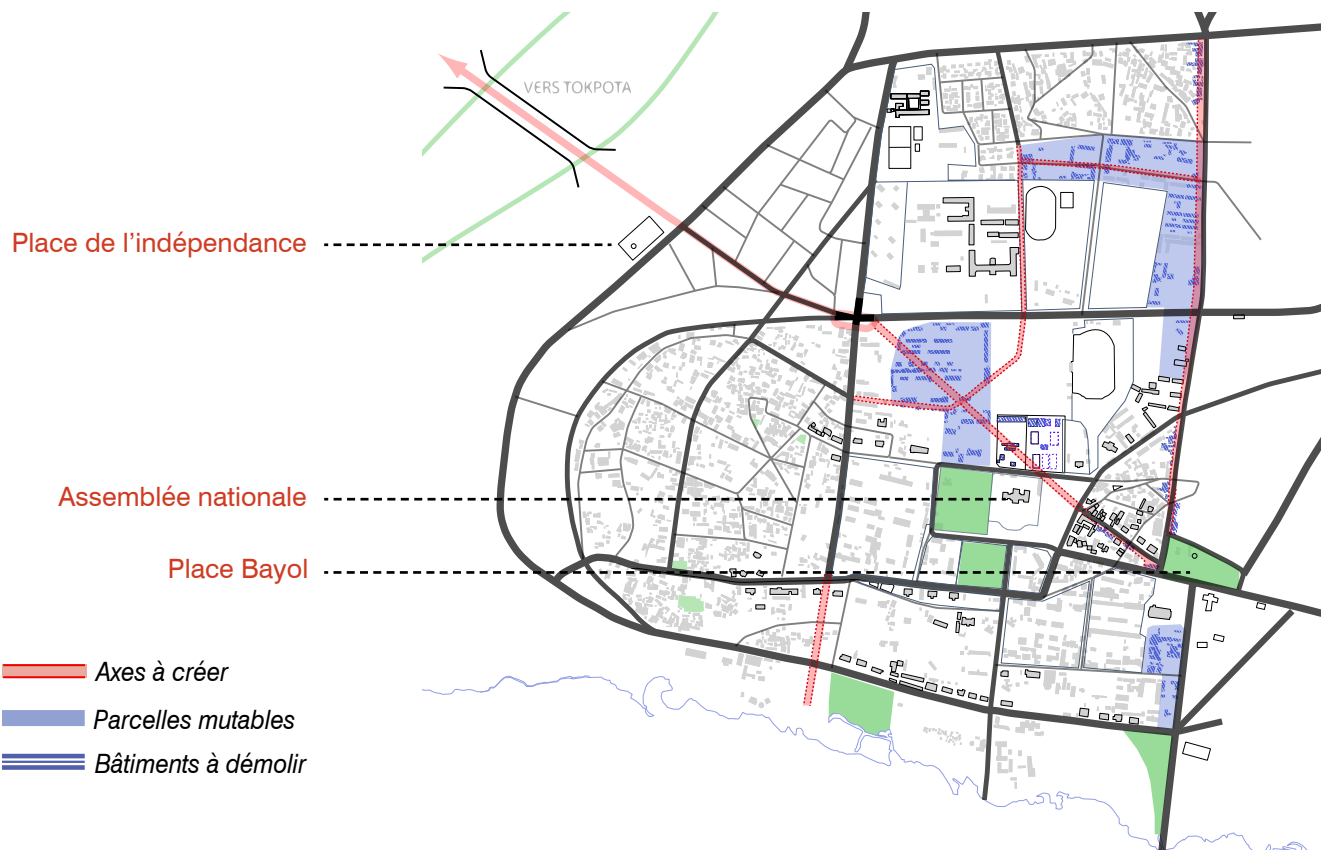 VERS TOKPOTA
Place de l'indépendance
Assemblée nationale
Place Bayol
Axes à créer
Parcelles mutables
Bâtiments à démolir